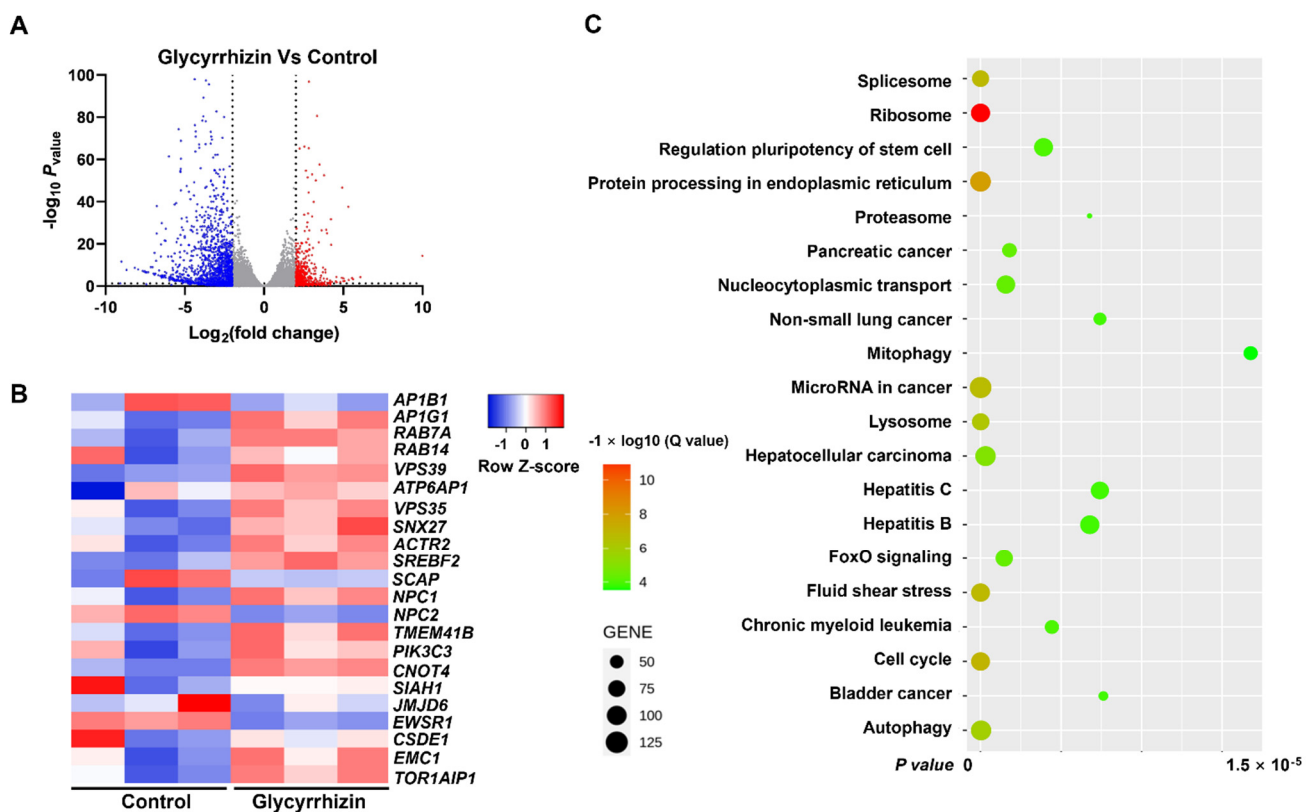 A
Glycyrrhizin Vs Control
-log10 Pvalue
100
80
60
40
20
0
-10
-5
0
5
10
Log2(fold change)
B
AP1B1
AP1G1
RAB7A
RAB14
VPS39
ATP6AP1
VPS35
SNX27
ACTR2
SREBF2
SCAP
NPC1
NPC2
TMEM41B
PIK3C3
CNOT4
SIAH1
JMJD6
EWSR1
CSDE1
EMC1
TOR1AIP1
Control
Glycyrrhizin
-1 0 1
Row Z-score
-1 × log10 (Q value)
10
8
6
4
GENE
50
75
100
125
C
Splicesome
Ribosome
Regulation pluripotency of stem cell
Protein processing in endoplasmic reticulum
Proteasome
Pancreatic cancer
Nucleocytoplasmic transport
Non-small lung cancer
Mitophagy
MicroRNA in cancer
Lysosome
Hepatocellular carcinoma
Hepatitis C
Hepatitis B
FoxO signaling
Fluid shear stress
Chronic myeloid leukemia
Cell cycle
Bladder cancer
Autophagy
P value
0
1.5 × 10-5